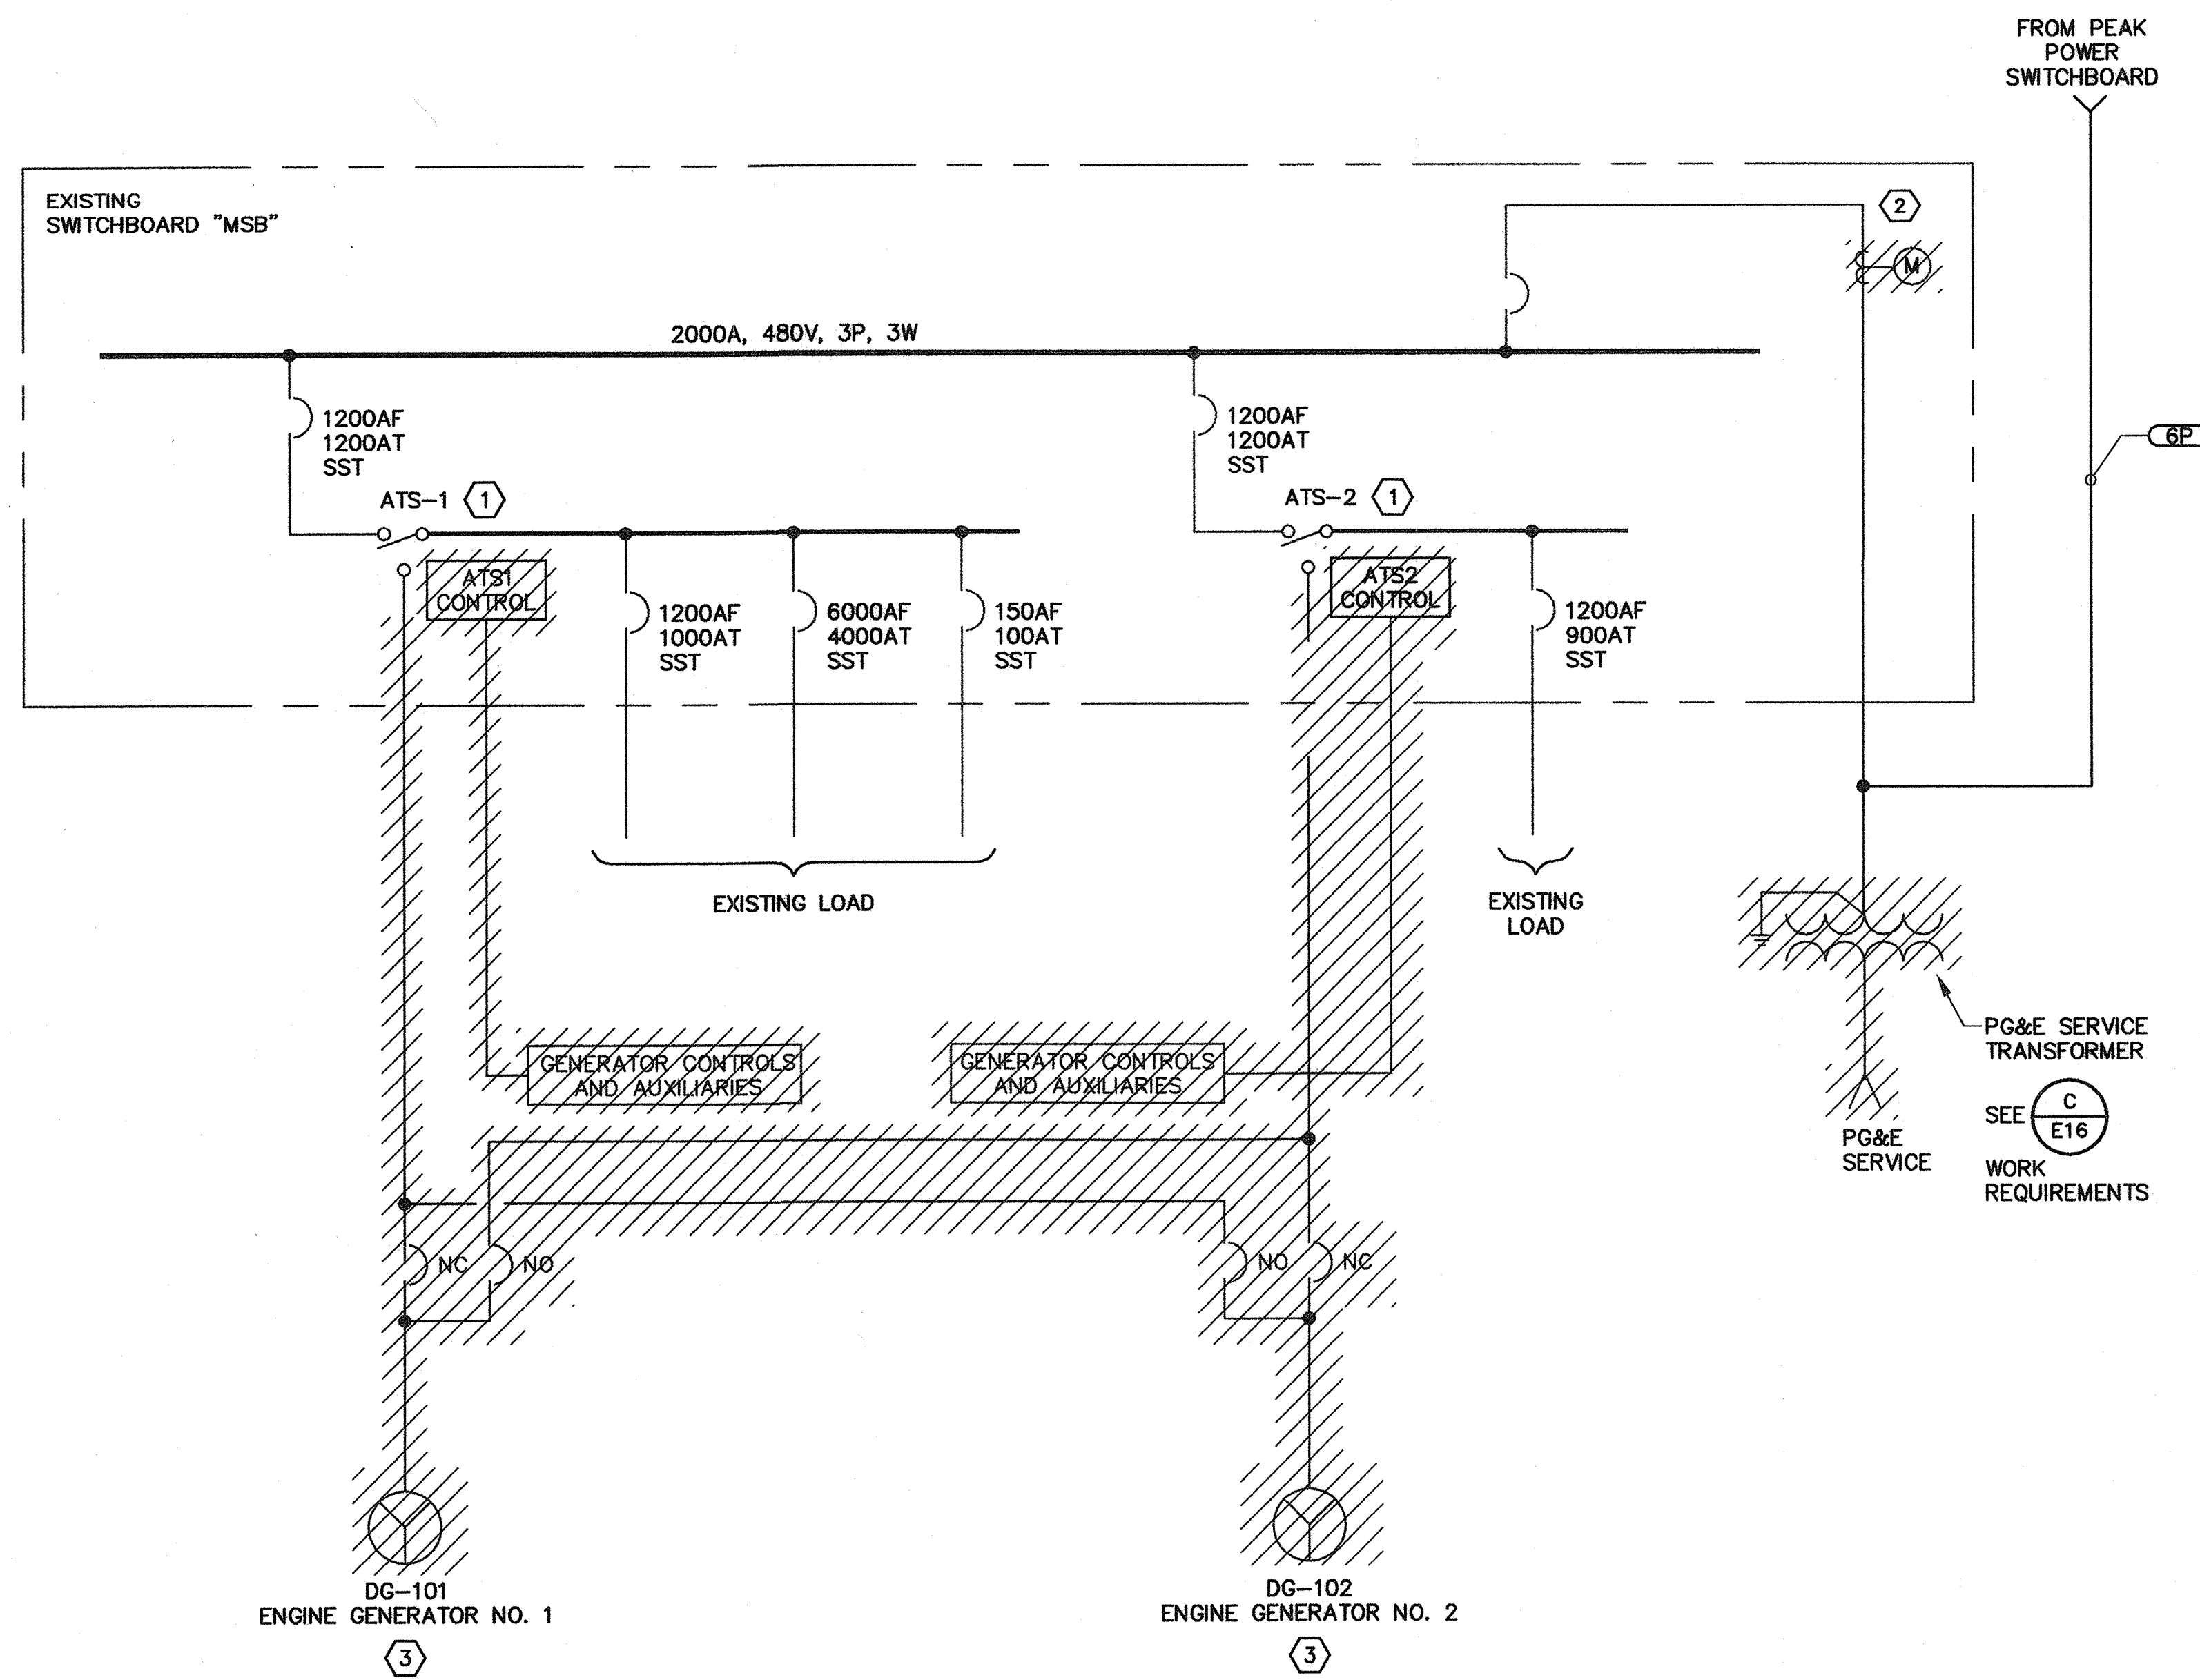 FROM PEAK
POWER
SWITCHBOARD
EXISTING
SWITCHBOARD "MSB"
2
M
2000A, 480V, 3P, 3W
1200AF
1200AT
SST
1200AF
1200AT
SST
6P
ATS-1
1
ATS-2
1
ATS1
CONTROL
ATS2
CONTROL
1200AF
1000AT
SST
6000AF
4000AT
SST
150AF
100AT
SST
1200AF
900AT
SST
EXISTING LOAD
EXISTING
LOAD
PG&E SERVICE
TRANSFORMER
GENERATOR CONTROLS
AND AUXILIARIES
GENERATOR CONTROLS
AND AUXILIARIES
SEE
C
E16
WORK
REQUIREMENTS
PG&E
SERVICE
NC
NO
NO
NC
DG-101
ENGINE GENERATOR NO. 1
3
DG-102
ENGINE GENERATOR NO. 2
3